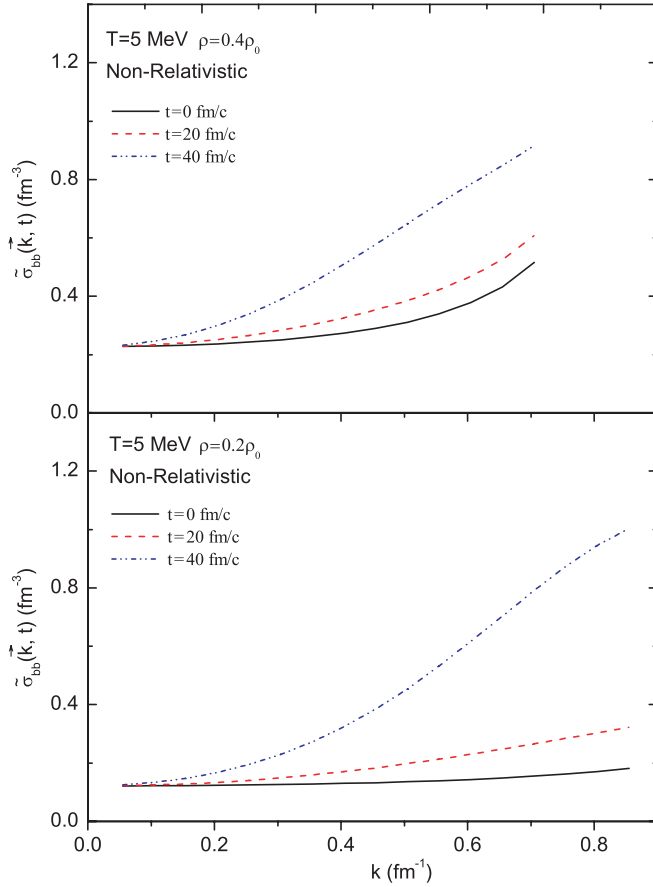 T=5 MeV ρ=0.4ρ₀
Non-Relativistic
t=0 fm/c
t=20 fm/c
t=40 fm/c
1.2
0.8
0.4
0.0
σ̃_bb(k⃗, t) (fm⁻³)
T=5 MeV ρ=0.2ρ₀
Non-Relativistic
t=0 fm/c
t=20 fm/c
t=40 fm/c
1.2
0.8
0.4
0.0
σ̃_bb(k⃗, t) (fm⁻³)
0.0 0.2 0.4 0.6 0.8
k (fm⁻¹)